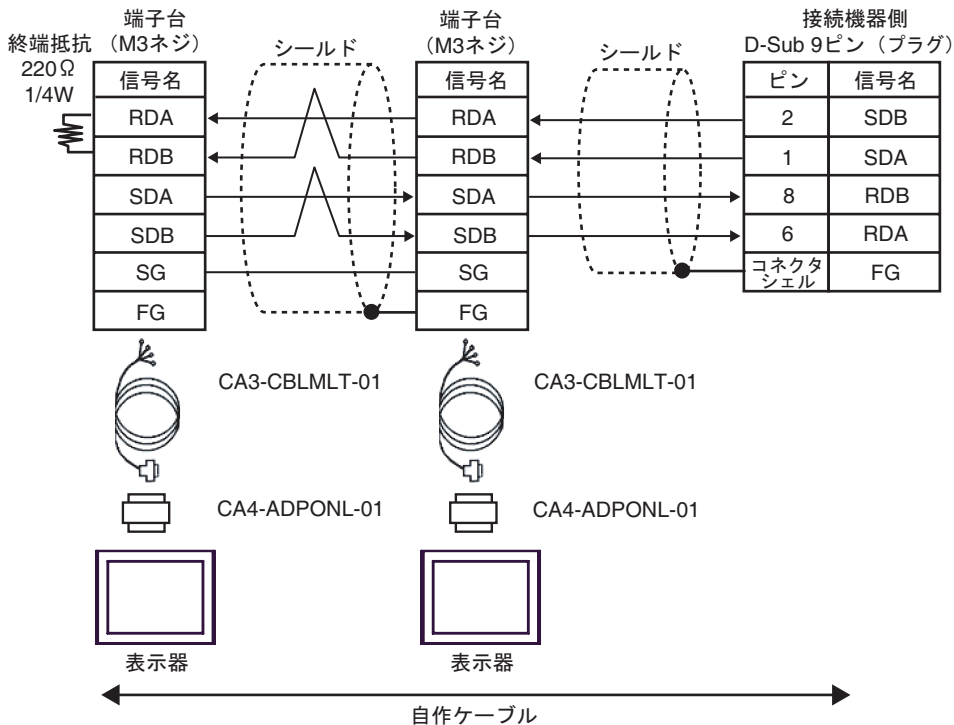 終端抵抗
220Ω
1/4W
端子台
（M3ネジ）
信号名
RDA
RDB
SDA
SDB
SG
FG
シールド
端子台
（M3ネジ）
信号名
RDA
RDB
SDA
SDB
SG
FG
シールド
接続機器側
D-Sub 9ピン（プラグ）
ピン 信号名
2 SDB
1 SDA
8 RDB
6 RDA
コネクタ
シェル FG
CA3-CBLMLT-01
CA3-CBLMLT-01
CA4-ADPONL-01
CA4-ADPONL-01
表示器
表示器
自作ケーブル